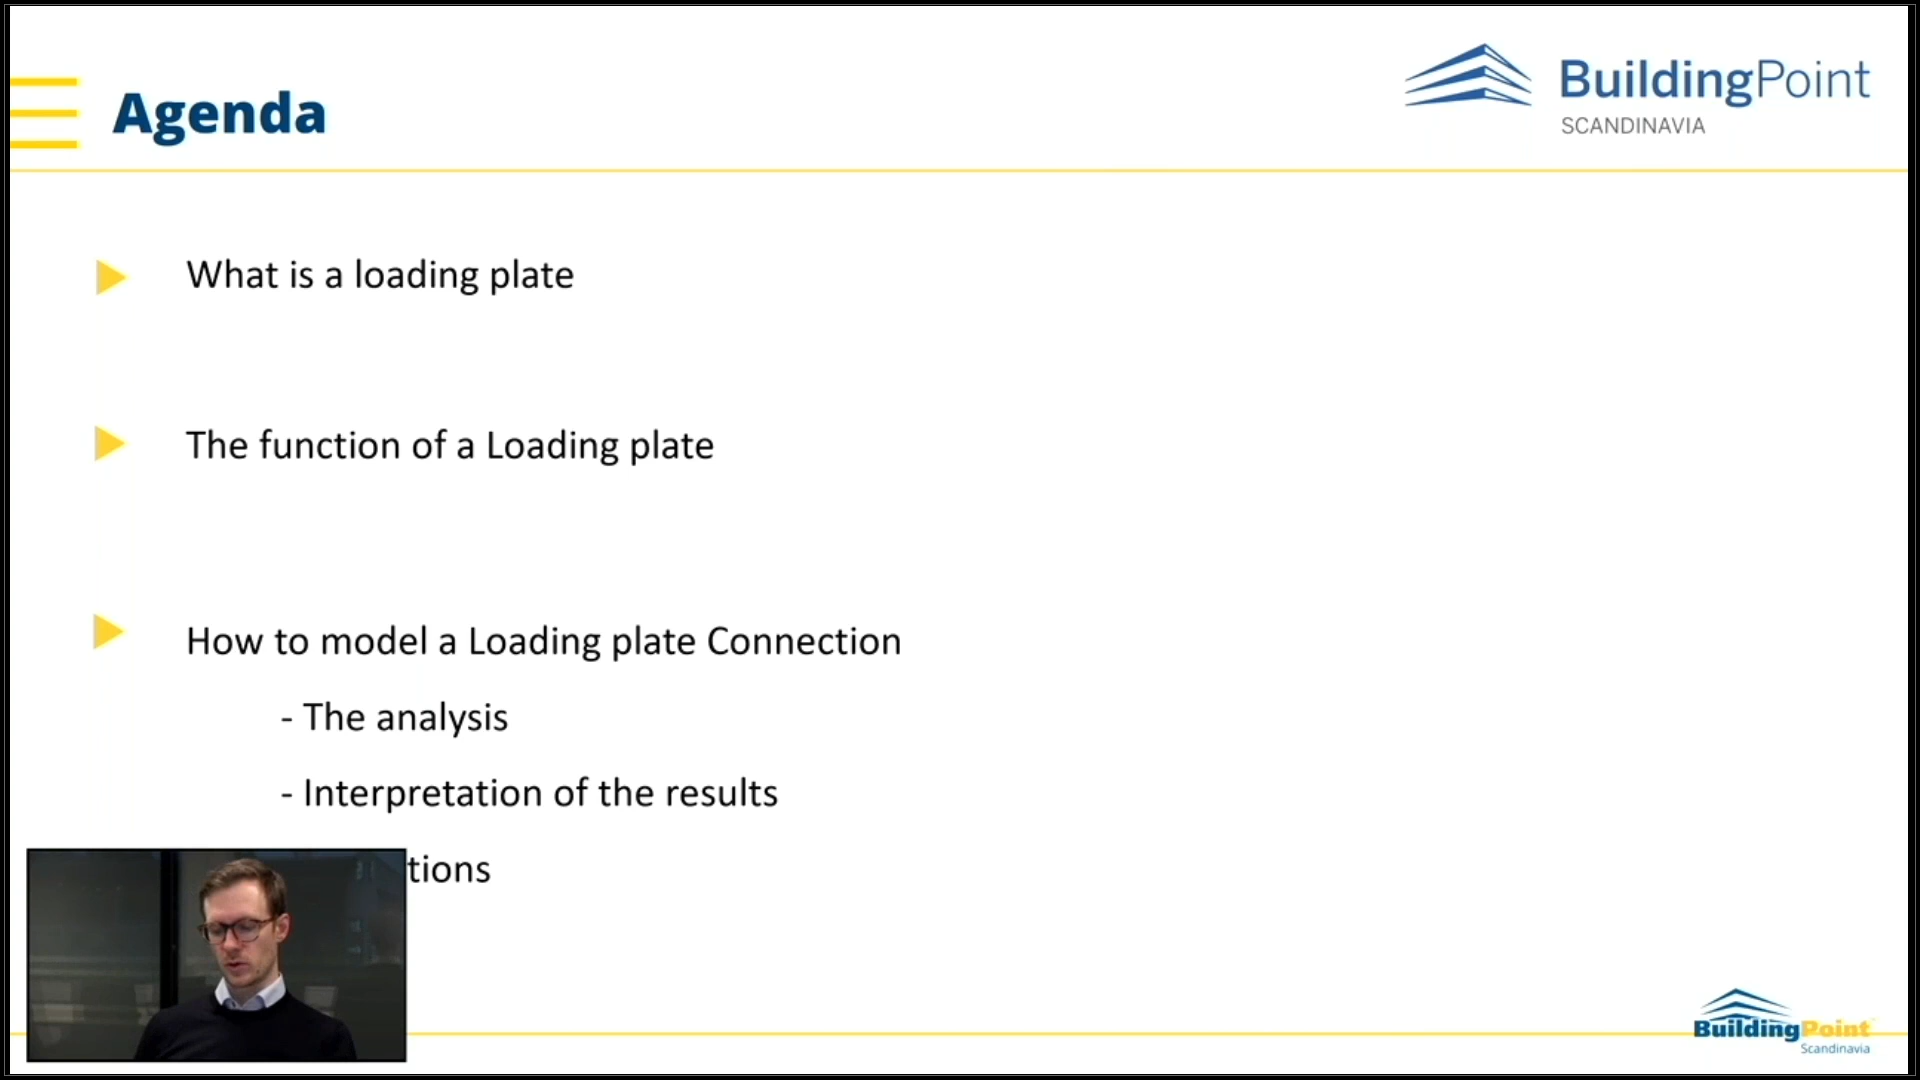 Agenda
BuildingPoint
SCANDINAVIA
What is a loading plate
The function of a Loading plate
How to model a Loading plate Connection
- The analysis
- Interpretation of the results
tions
BuildingPoint
Scandinavia